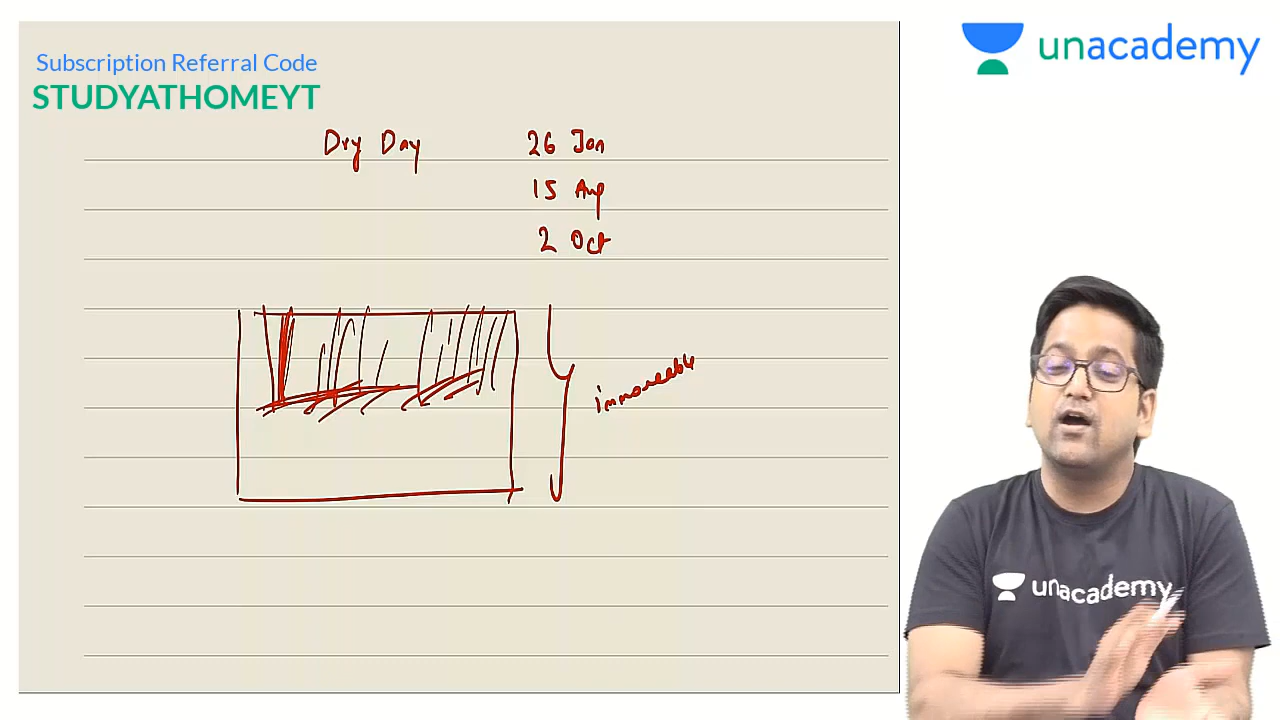 Subscription Referral Code
STUDYATHOMEYT
unacademy
Dry Day 26 Jan
15 Aug
2 Oct
immoveable
unacademy